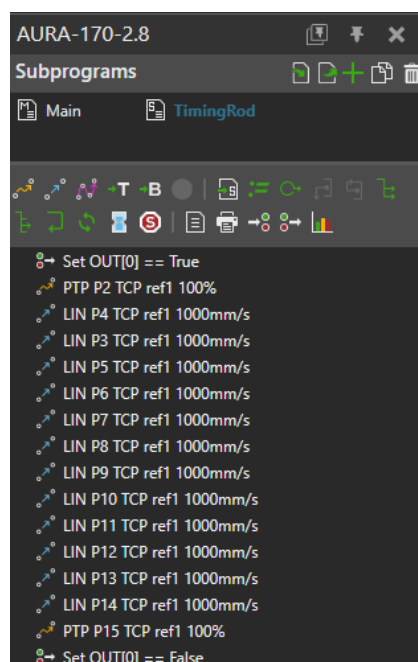 AURA-170-2.8
Subprograms
Main TimingRod
T B S
S
Set OUT[0] == True
PTP P2 TCP ref1 100%
LIN P4 TCP ref1 1000mm/s
LIN P3 TCP ref1 1000mm/s
LIN P5 TCP ref1 1000mm/s
LIN P6 TCP ref1 1000mm/s
LIN P7 TCP ref1 1000mm/s
LIN P8 TCP ref1 1000mm/s
LIN P9 TCP ref1 1000mm/s
LIN P10 TCP ref1 1000mm/s
LIN P11 TCP ref1 1000mm/s
LIN P12 TCP ref1 1000mm/s
LIN P13 TCP ref1 1000mm/s
LIN P14 TCP ref1 1000mm/s
PTP P15 TCP ref1 100%
Set OUT[0] == False